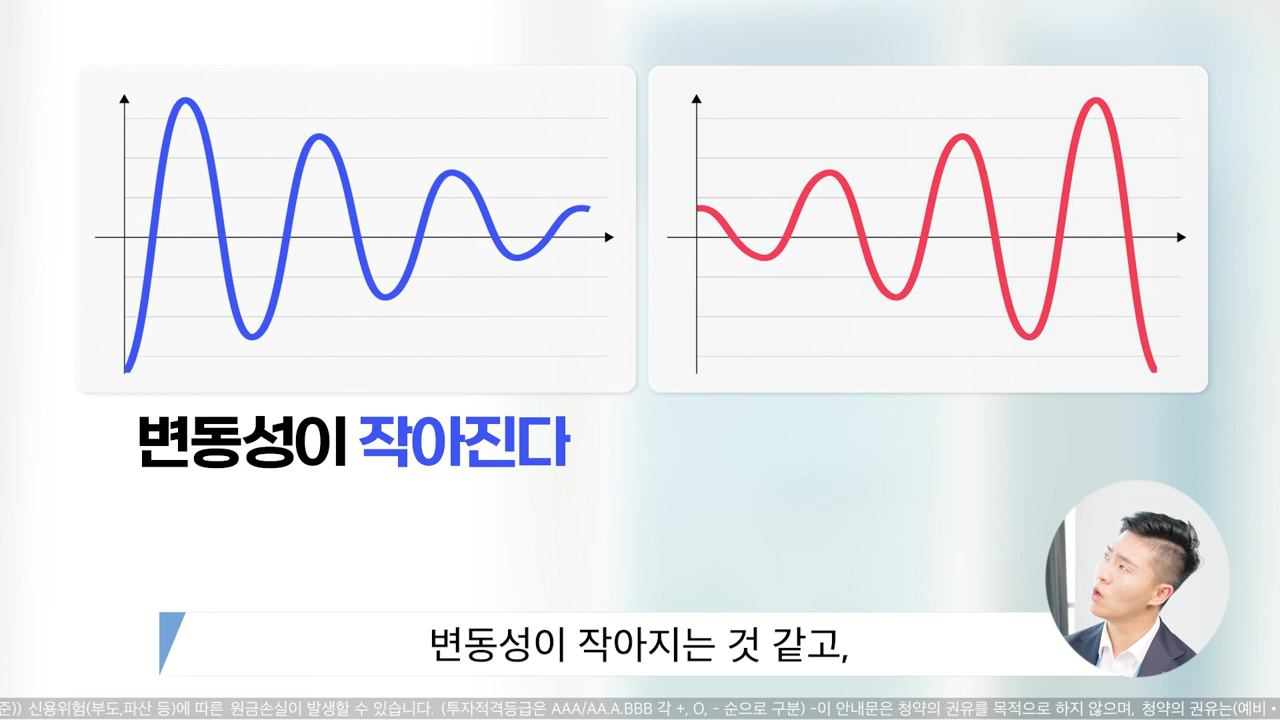 변동성이 작아진다
변동성이 작아지는 것 같고,
준)) 신용위험(부도,파산 등)에 따른 원금손실이 발생할 수 있습니다. (투자적격등급은 AAA/AA.A.BBB 각 +, O, - 순으로 구분) -이 안내문은 청약의 권유를 목적으로 하지 않으며, 청약의 권유는(예비 •